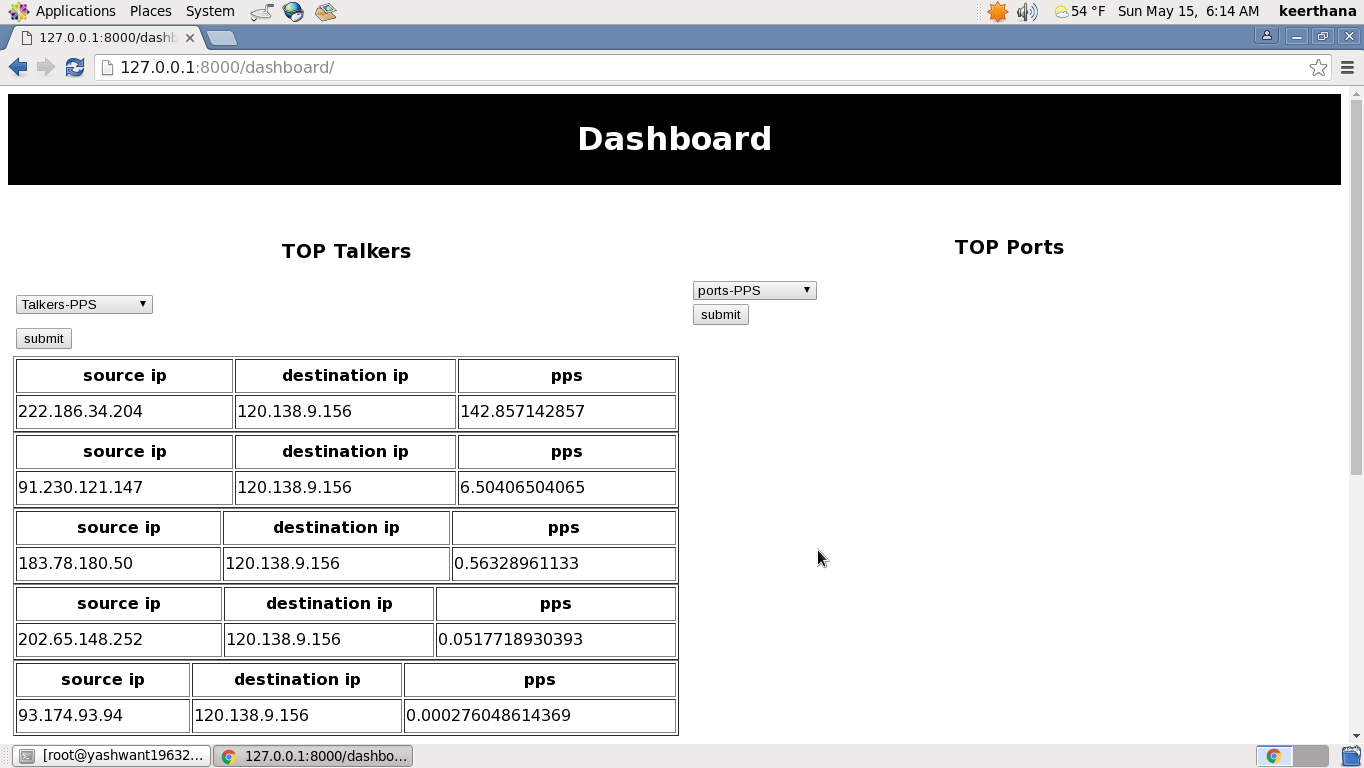 Applications Places System 54 °F Sun May 15, 6:14 AM keerthana
127.0.0.1:8000/dashb
127.0.0.1:8000/dashboard/
Dashboard
TOP Talkers
Talkers-PPS
submit
source ip destination ip pps
222.186.34.204 120.138.9.156 142.857142857
source ip destination ip pps
91.230.121.147 120.138.9.156 6.50406504065
source ip destination ip pps
183.78.180.50 120.138.9.156 0.56328961133
source ip destination ip pps
202.65.148.252 120.138.9.156 0.0517718930393
source ip destination ip pps
93.174.93.94 120.138.9.156 0.000276048614369
TOP Ports
ports-PPS
submit
[root@yashwant19632... 127.0.0.1:8000/dashbo...